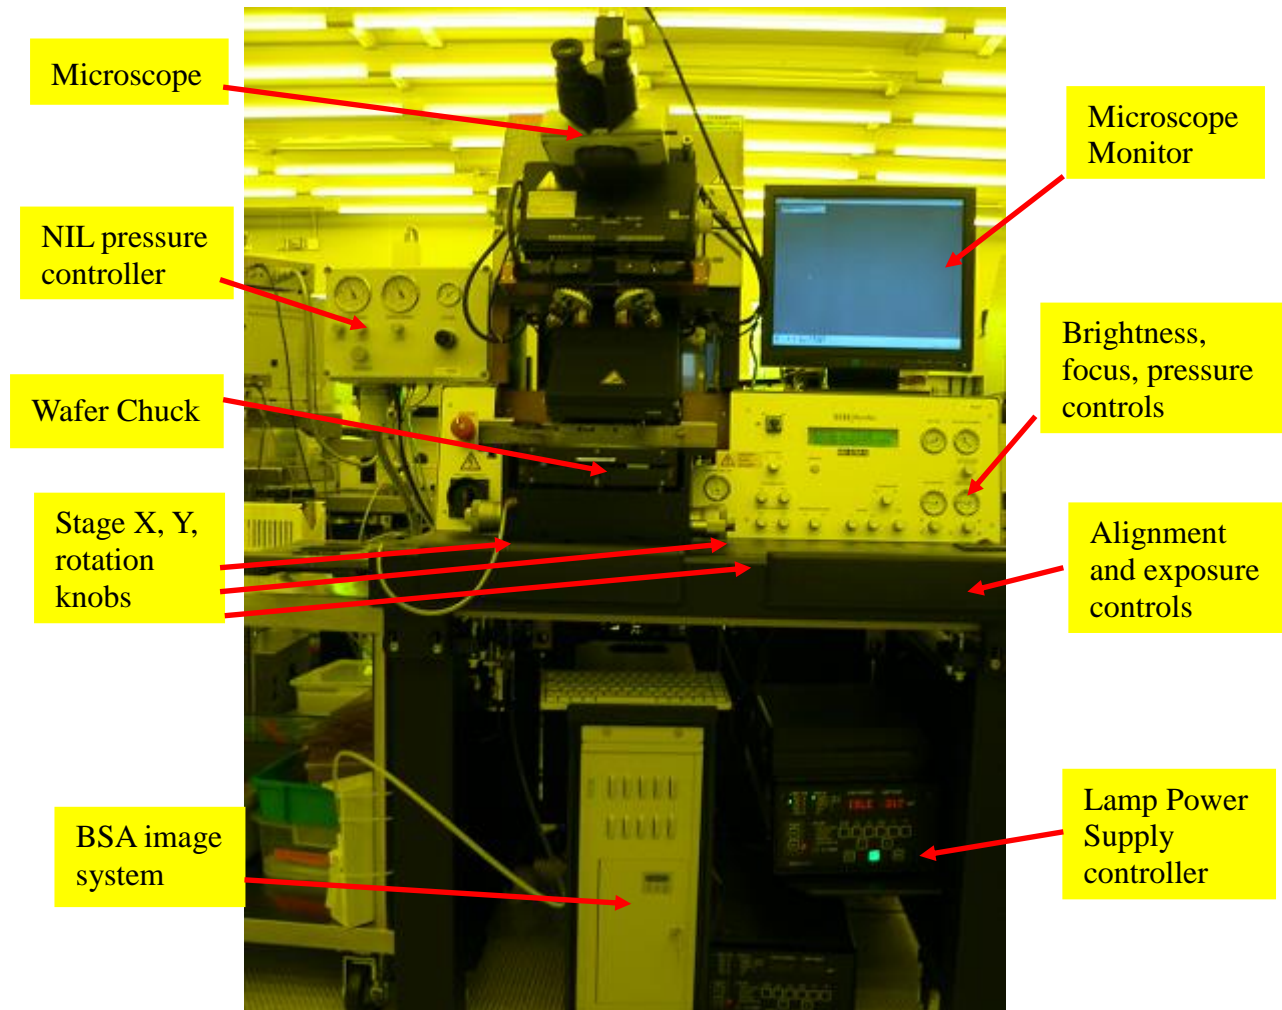 Microscope
NIL pressure
controller
Wafer Chuck
Stage X, Y,
rotation
knobs
BSA image
system
Microscope
Monitor
Brightness,
focus, pressure
controls
Alignment
and exposure
controls
Lamp Power
Supply
controller